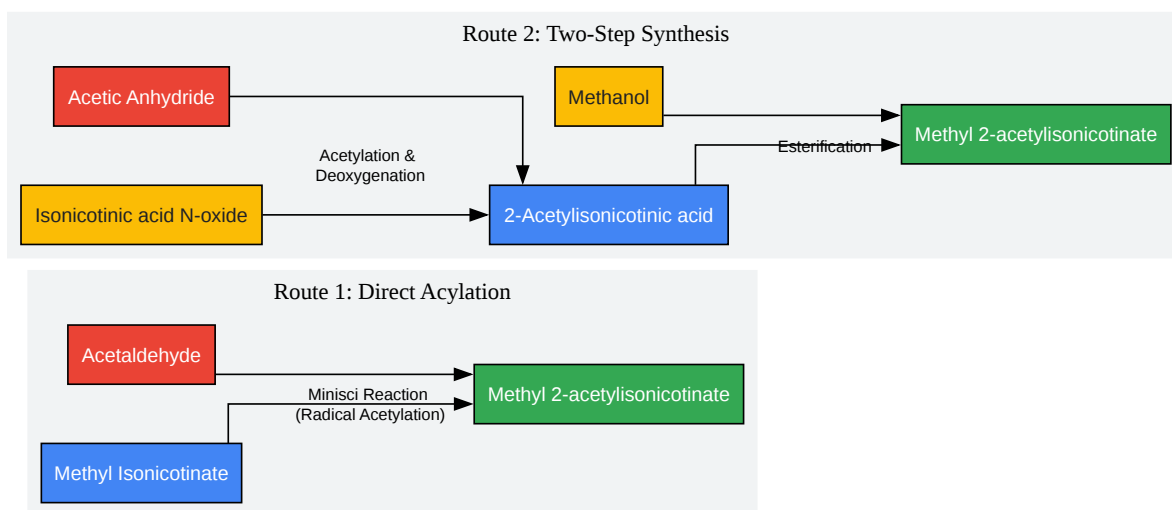 Route 2: Two-Step Synthesis
Acetic Anhydride
Methanol
Methyl 2-acetylisonicotinate
Esterification
Acetylation &
Deoxygenation
Isonicotinic acid N-oxide
2-Acetylisonicotinic acid
Route 1: Direct Acylation
Acetaldehyde
Methyl 2-acetylisonicotinate
Minisci Reaction
(Radical Acetylation)
Methyl Isonicotinate